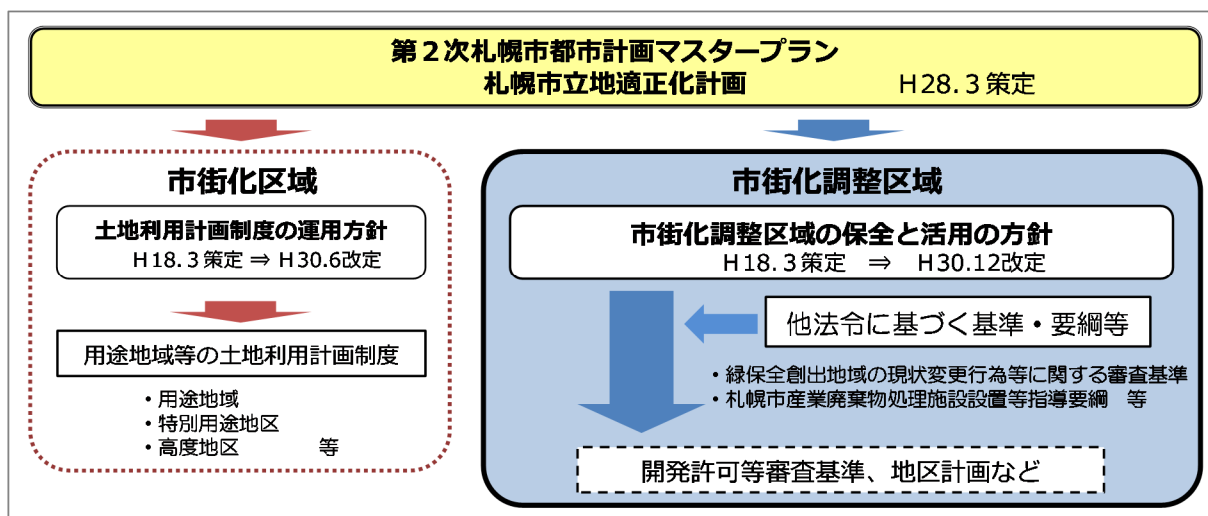 第２次札幌市都市計画マスタープラン
札幌市立地適正化計画　　　Ｈ28.３策定
市街化区域
土地利用計画制度の運用方針
Ｈ18.３策定 ⇒ Ｈ30.6改定
用途地域等の土地利用計画制度
・用途地域
・特別用途地区
・高度地区　　　等
市街化調整区域
市街化調整区域の保全と活用の方針
Ｈ18.３策定　⇒　Ｈ30.12改定
他法令に基づく基準・要綱等
・緑保全創出地域の現状変更行為等に関する審査基準
・札幌市産業廃棄物処理施設設置等指導要綱　等
開発許可等審査基準、地区計画など